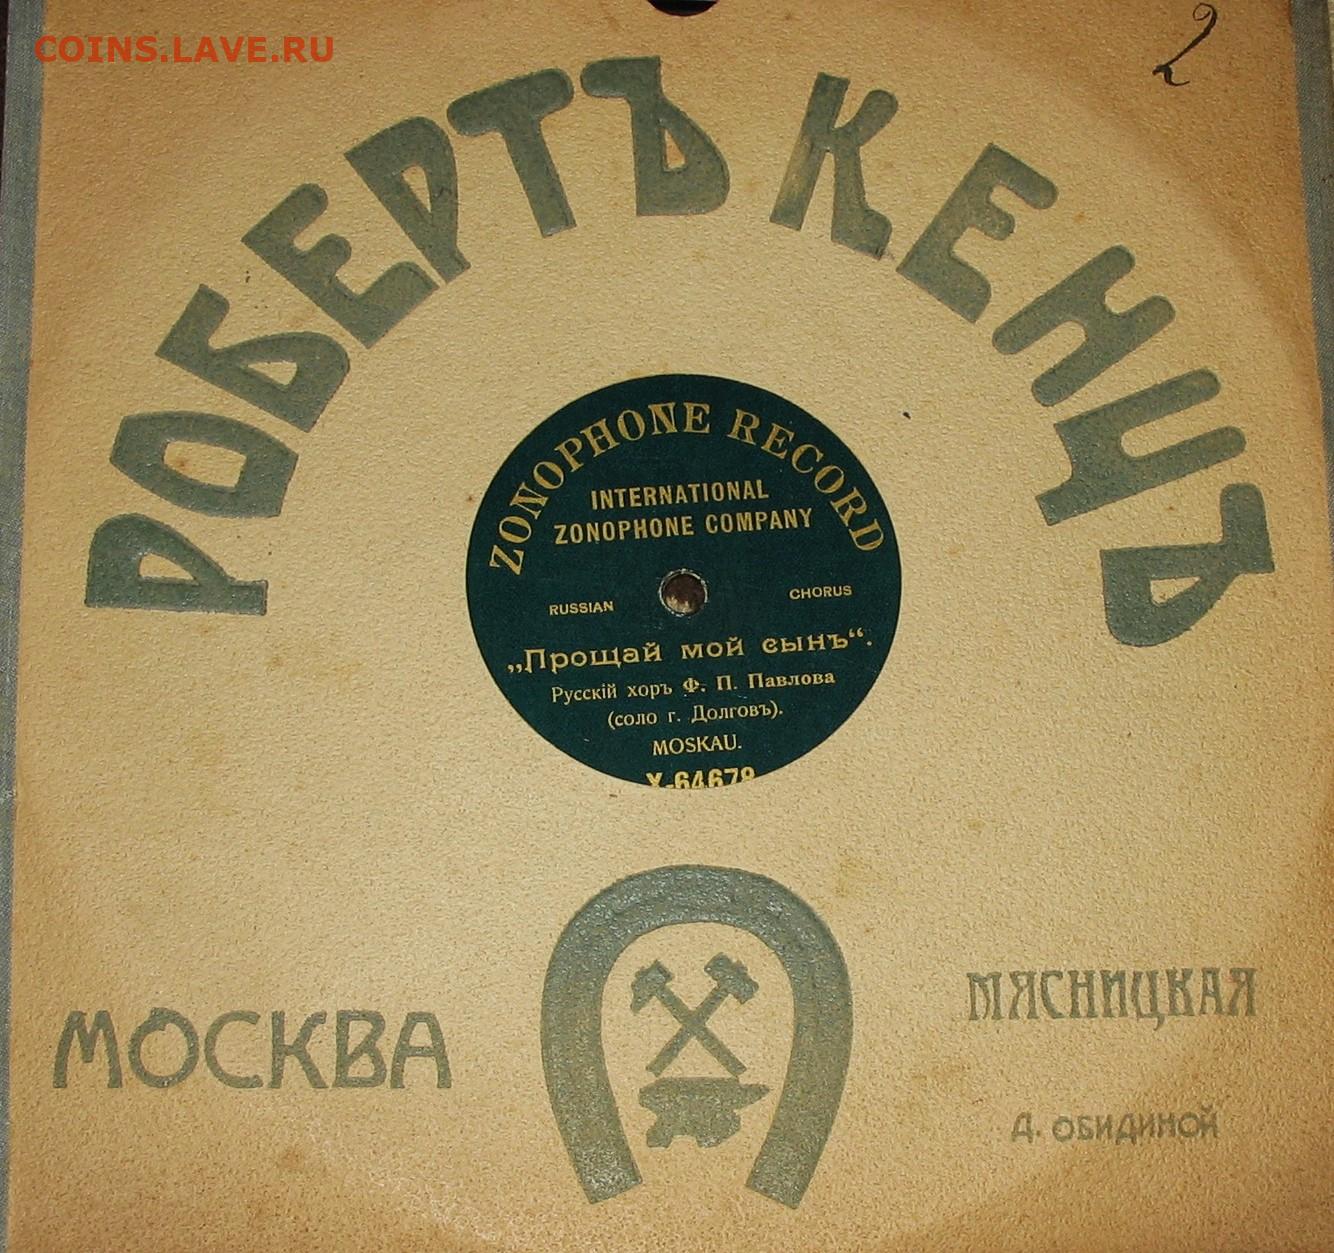 COINS.LAVE.RU
2
РОБЕРТЪ КЕНЦЪ
ZONOPHONE RECORD
INTERNATIONAL
ZONOPHONE COMPANY
RUSSIAN CHORUS
„Прощай мой сынъ“.
Русскій хоръ Ф. П. Павлова
(соло г. Долговъ).
MOSKAU.
X-64678
МОСКВА
МЯСНИЦКАЯ
Д. ОБИДИНОЙ